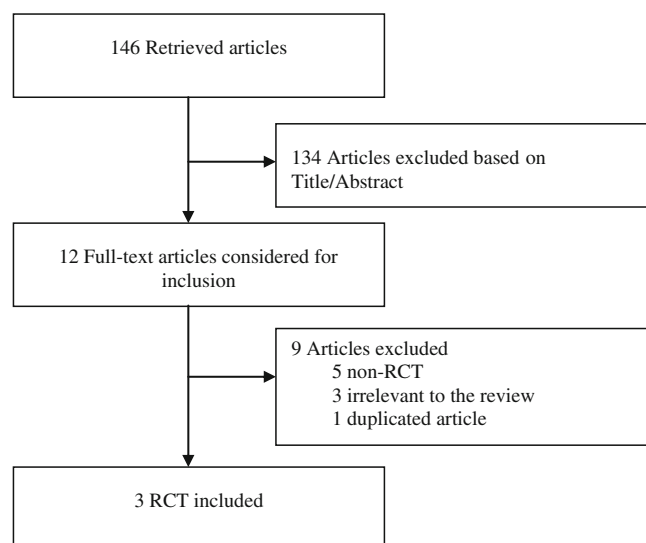 146 Retrieved articles
134 Articles excluded based on
Title/Abstract
12 Full-text articles considered for
inclusion
9 Articles excluded
5 non-RCT
3 irrelevant to the review
1 duplicated article
3 RCT included